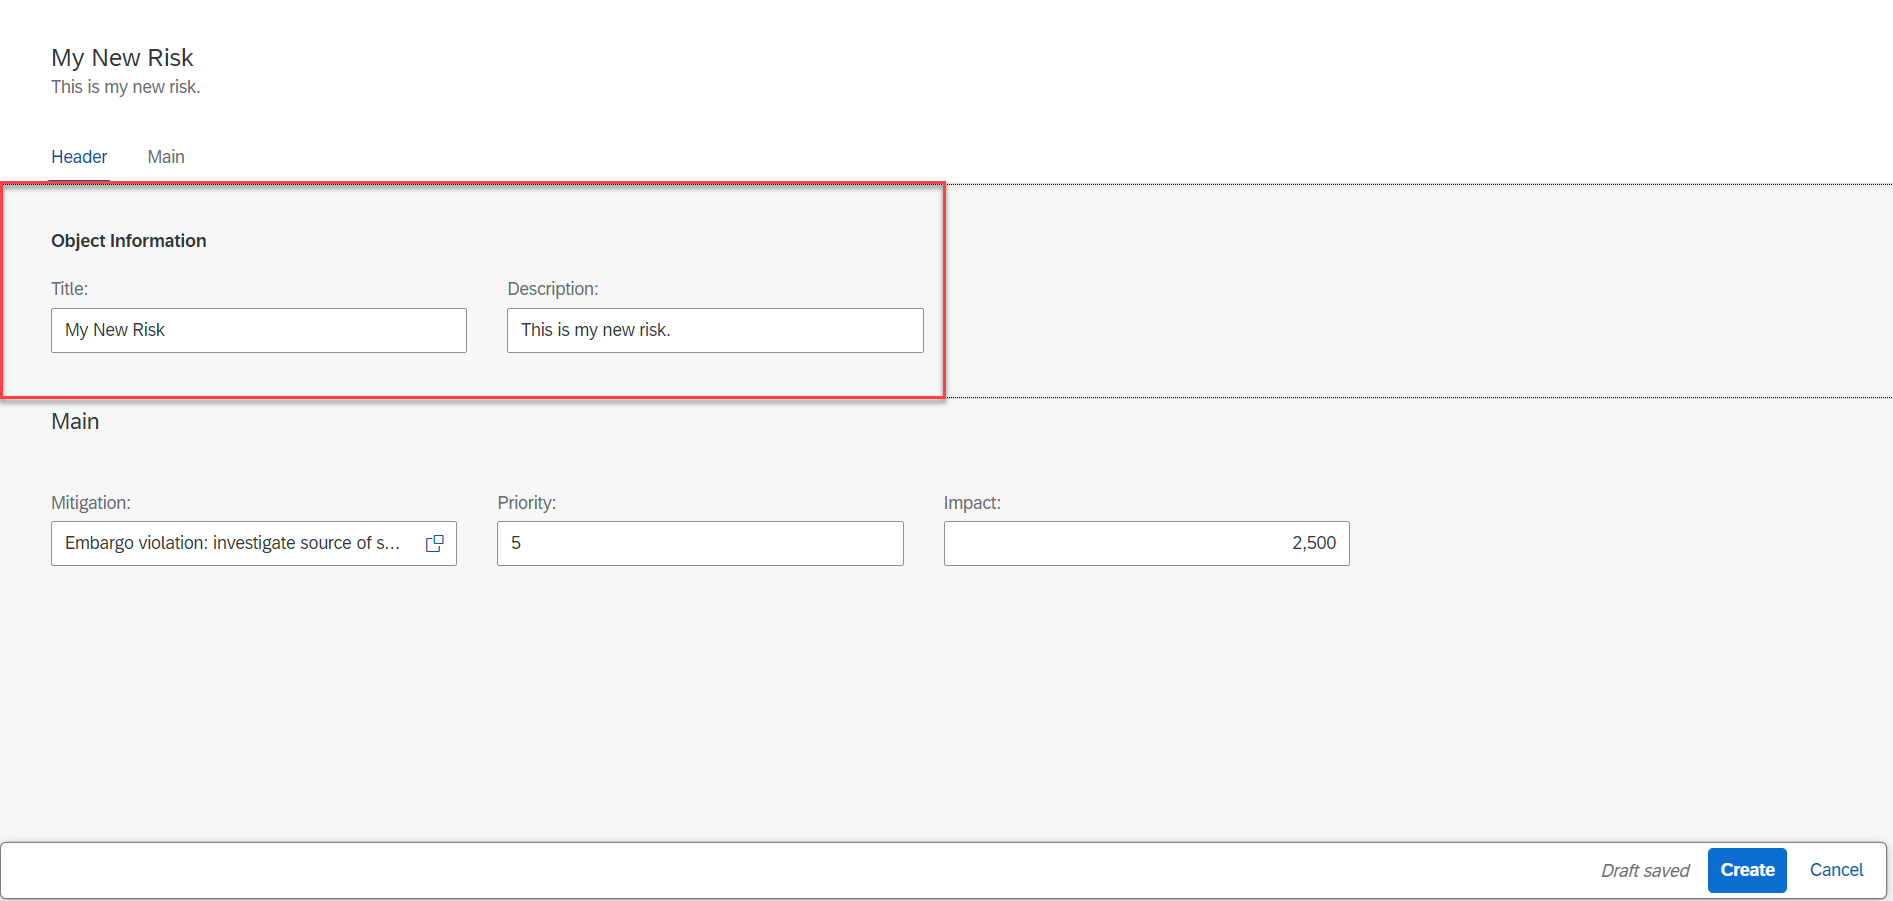 My New Risk
This is my new risk.
Header Main
Object Information
Title: Description:
My New Risk This is my new risk.
Main
Mitigation: Priority: Impact:
Embargo violation: investigate source of s... 5 2,500
Draft saved Create Cancel